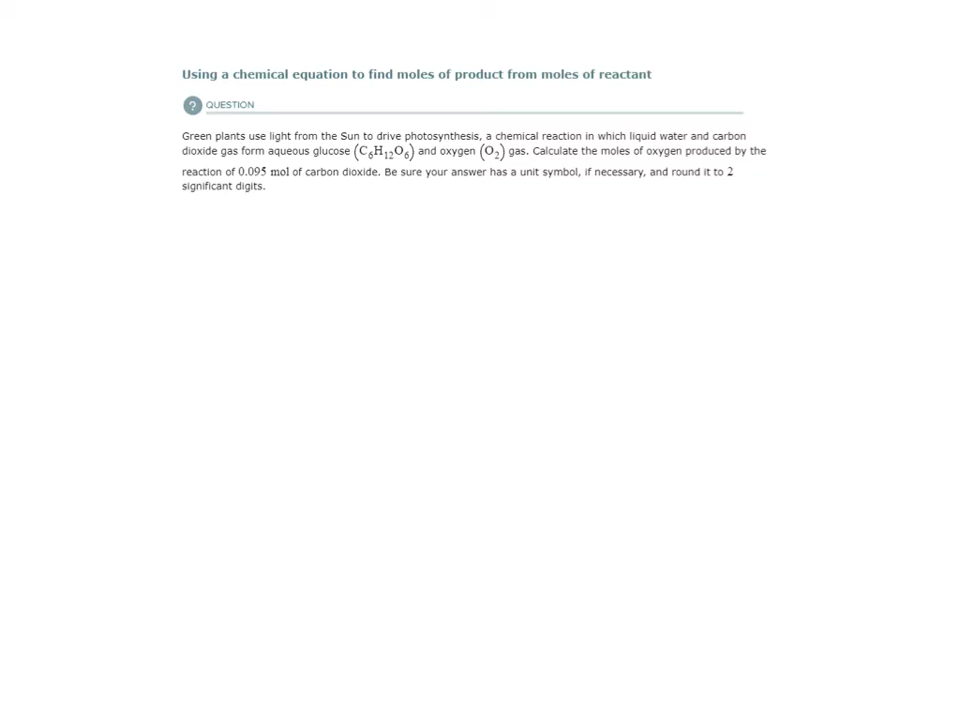 Using a chemical equation to find moles of product from moles of reactant
? QUESTION
Green plants use light from the Sun to drive photosynthesis, a chemical reaction in which liquid water and carbon
dioxide gas form aqueous glucose (C₆H₁₂O₆) and oxygen (O₂) gas. Calculate the moles of oxygen produced by the
reaction of 0.095 mol of carbon dioxide. Be sure your answer has a unit symbol, if necessary, and round it to 2
significant digits.